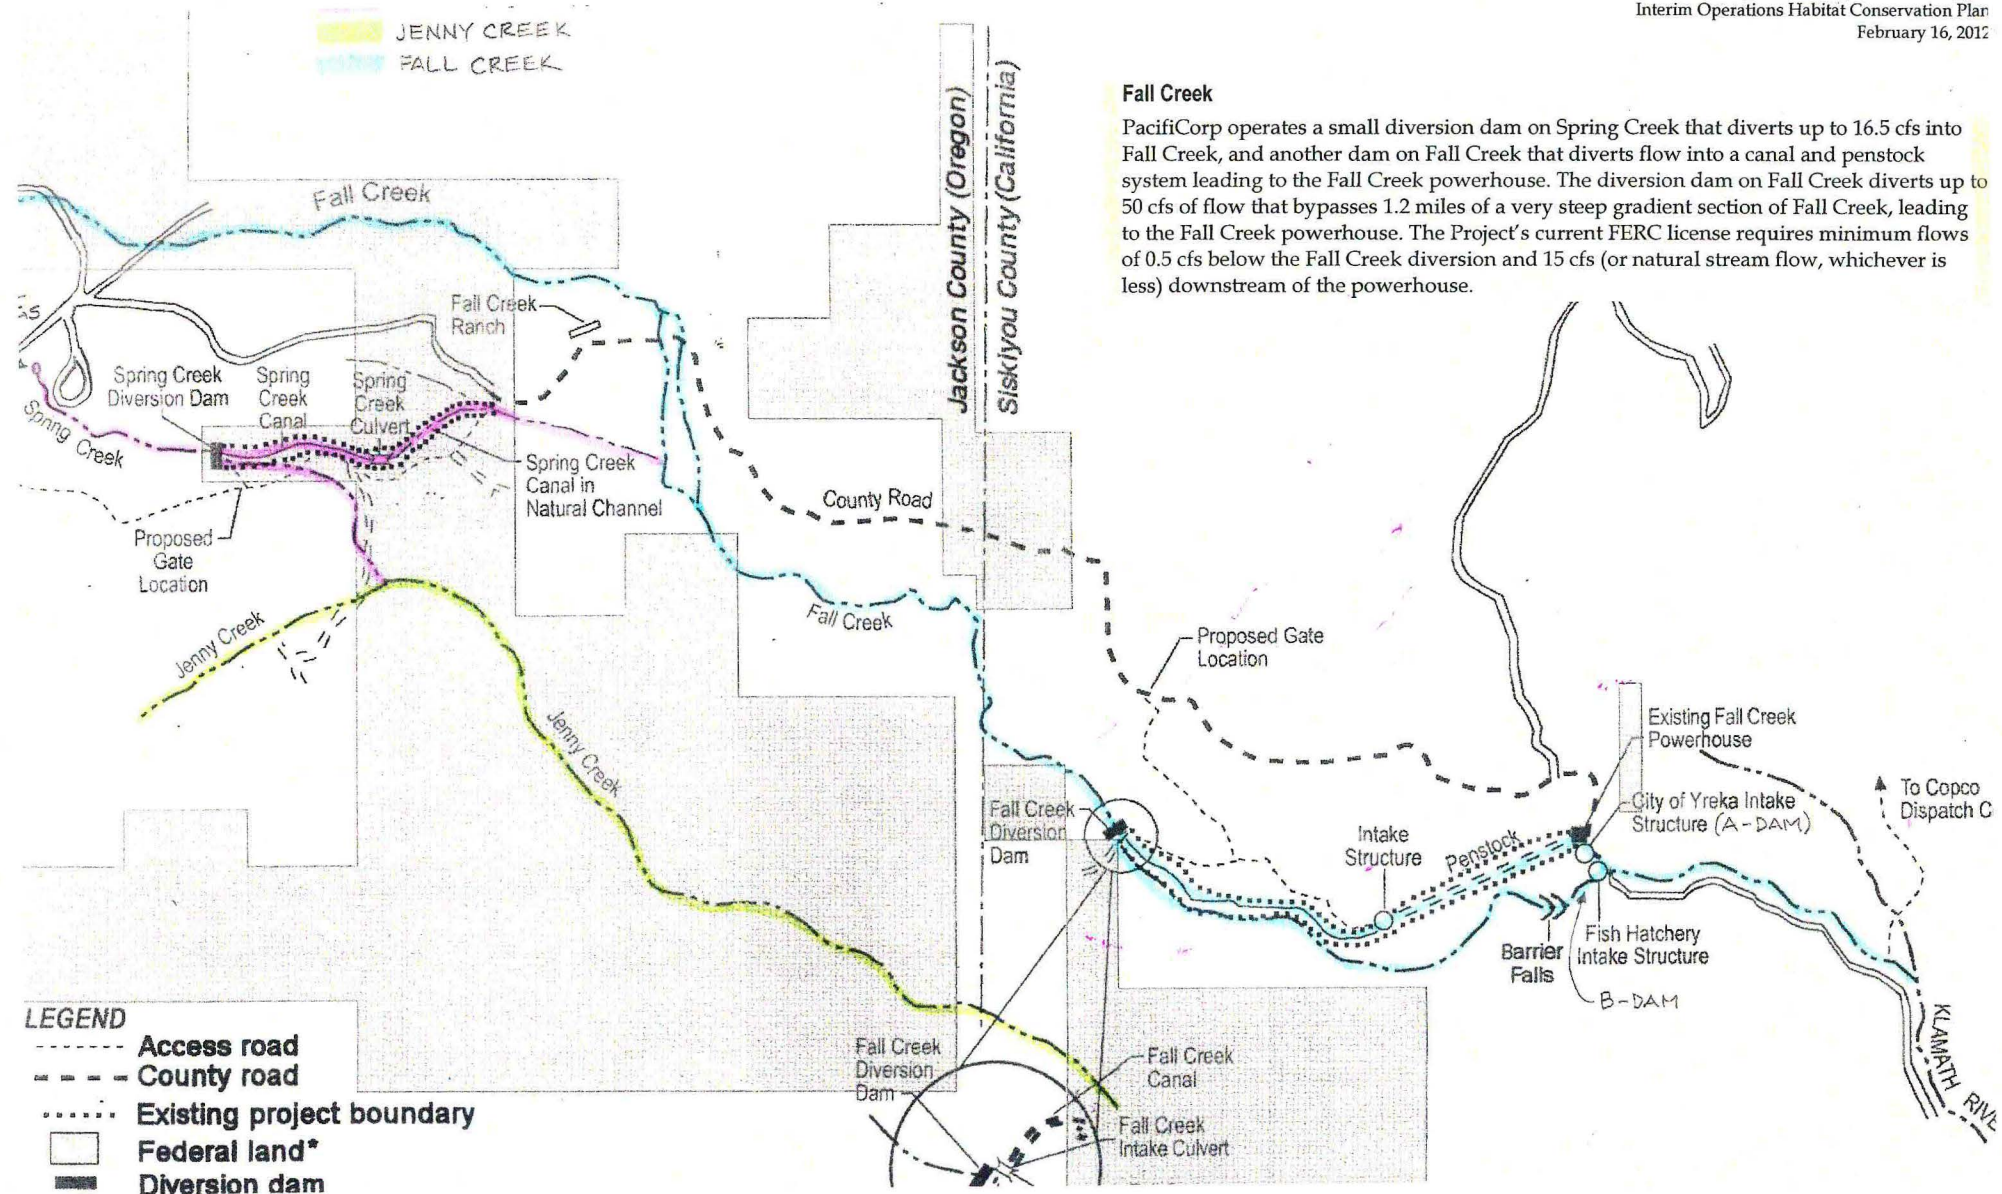 Interim Operations Habitat Conservation Plan
February 16, 2012
JENNY CREEK
FALL CREEK
Fall Creek
PacifiCorp operates a small diversion dam on Spring Creek that diverts up to 16.5 cfs into
Fall Creek, and another dam on Fall Creek that diverts flow into a canal and penstock
system leading to the Fall Creek powerhouse. The diversion dam on Fall Creek diverts up to
50 cfs of flow that bypasses 1.2 miles of a very steep gradient section of Fall Creek, leading
to the Fall Creek powerhouse. The Project's current FERC license requires minimum flows
of 0.5 cfs below the Fall Creek diversion and 15 cfs (or natural stream flow, whichever is
less) downstream of the powerhouse.
Jackson County (Oregon)
Siskiyou County (California)
Fall Creek
Fall Creek
Ranch
Spring Creek
Diversion Dam
Spring
Creek
Canal
Spring
Creek
Culvert
Spring Creek
Spring Creek
Canal in
Natural Channel
County Road
Proposed
Gate
Location
Jenny Creek
Fall Creek
Proposed Gate
Location
Jenny Creek
Existing Fall Creek
Powerhouse
City of Yreka Intake
Structure (A-DAM)
To Copco
Dispatch C
Fall Creek
Diversion
Dam
Intake
Structure
Penstock
Barrier
Falls
Fish Hatchery
Intake Structure
B-DAM
KLAMATH RIVE
Fall Creek
Diversion
Dam
Fall Creek
Canal
Fall Creek
Intake Culvert
LEGEND
Access road
County road
Existing project boundary
Federal land*
Diversion dam